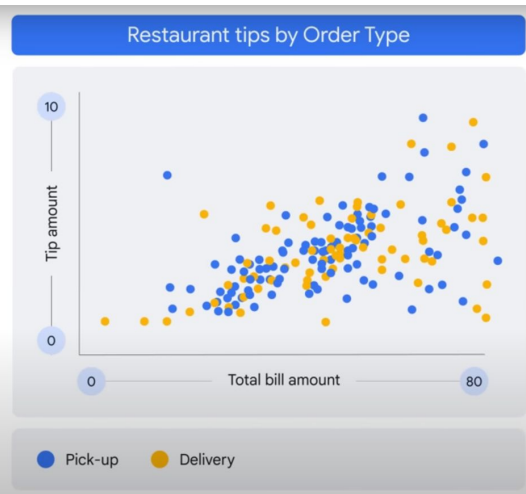 Restaurant tips by Order Type
10
Tip amount
0
0
Total bill amount
80
Pick-up
Delivery